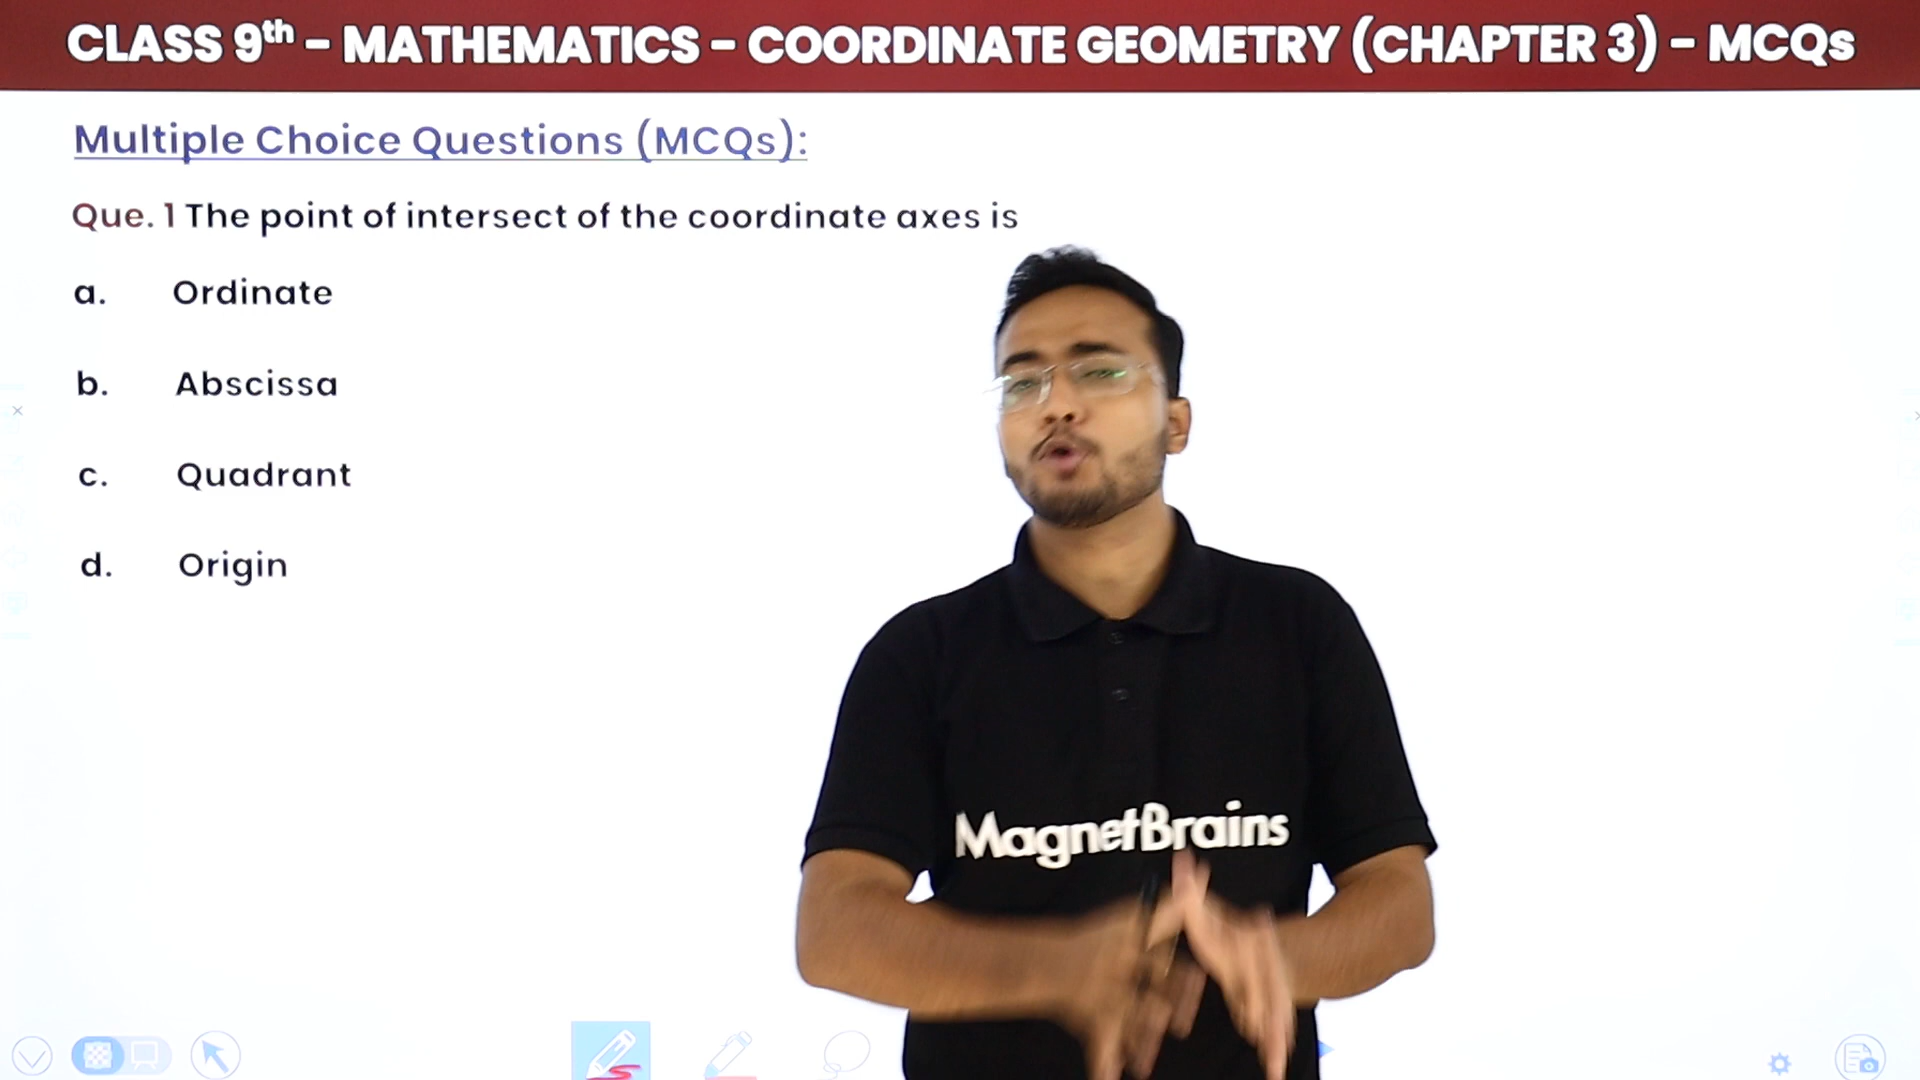 CLASS 9th – MATHEMATICS – COORDINATE GEOMETRY (CHAPTER 3) – MCQs
Multiple Choice Questions (MCQs):
Que. 1 The point of intersect of the coordinate axes is
a. Ordinate
b. Abscissa
c. Quadrant
d. Origin
MagnetBrains